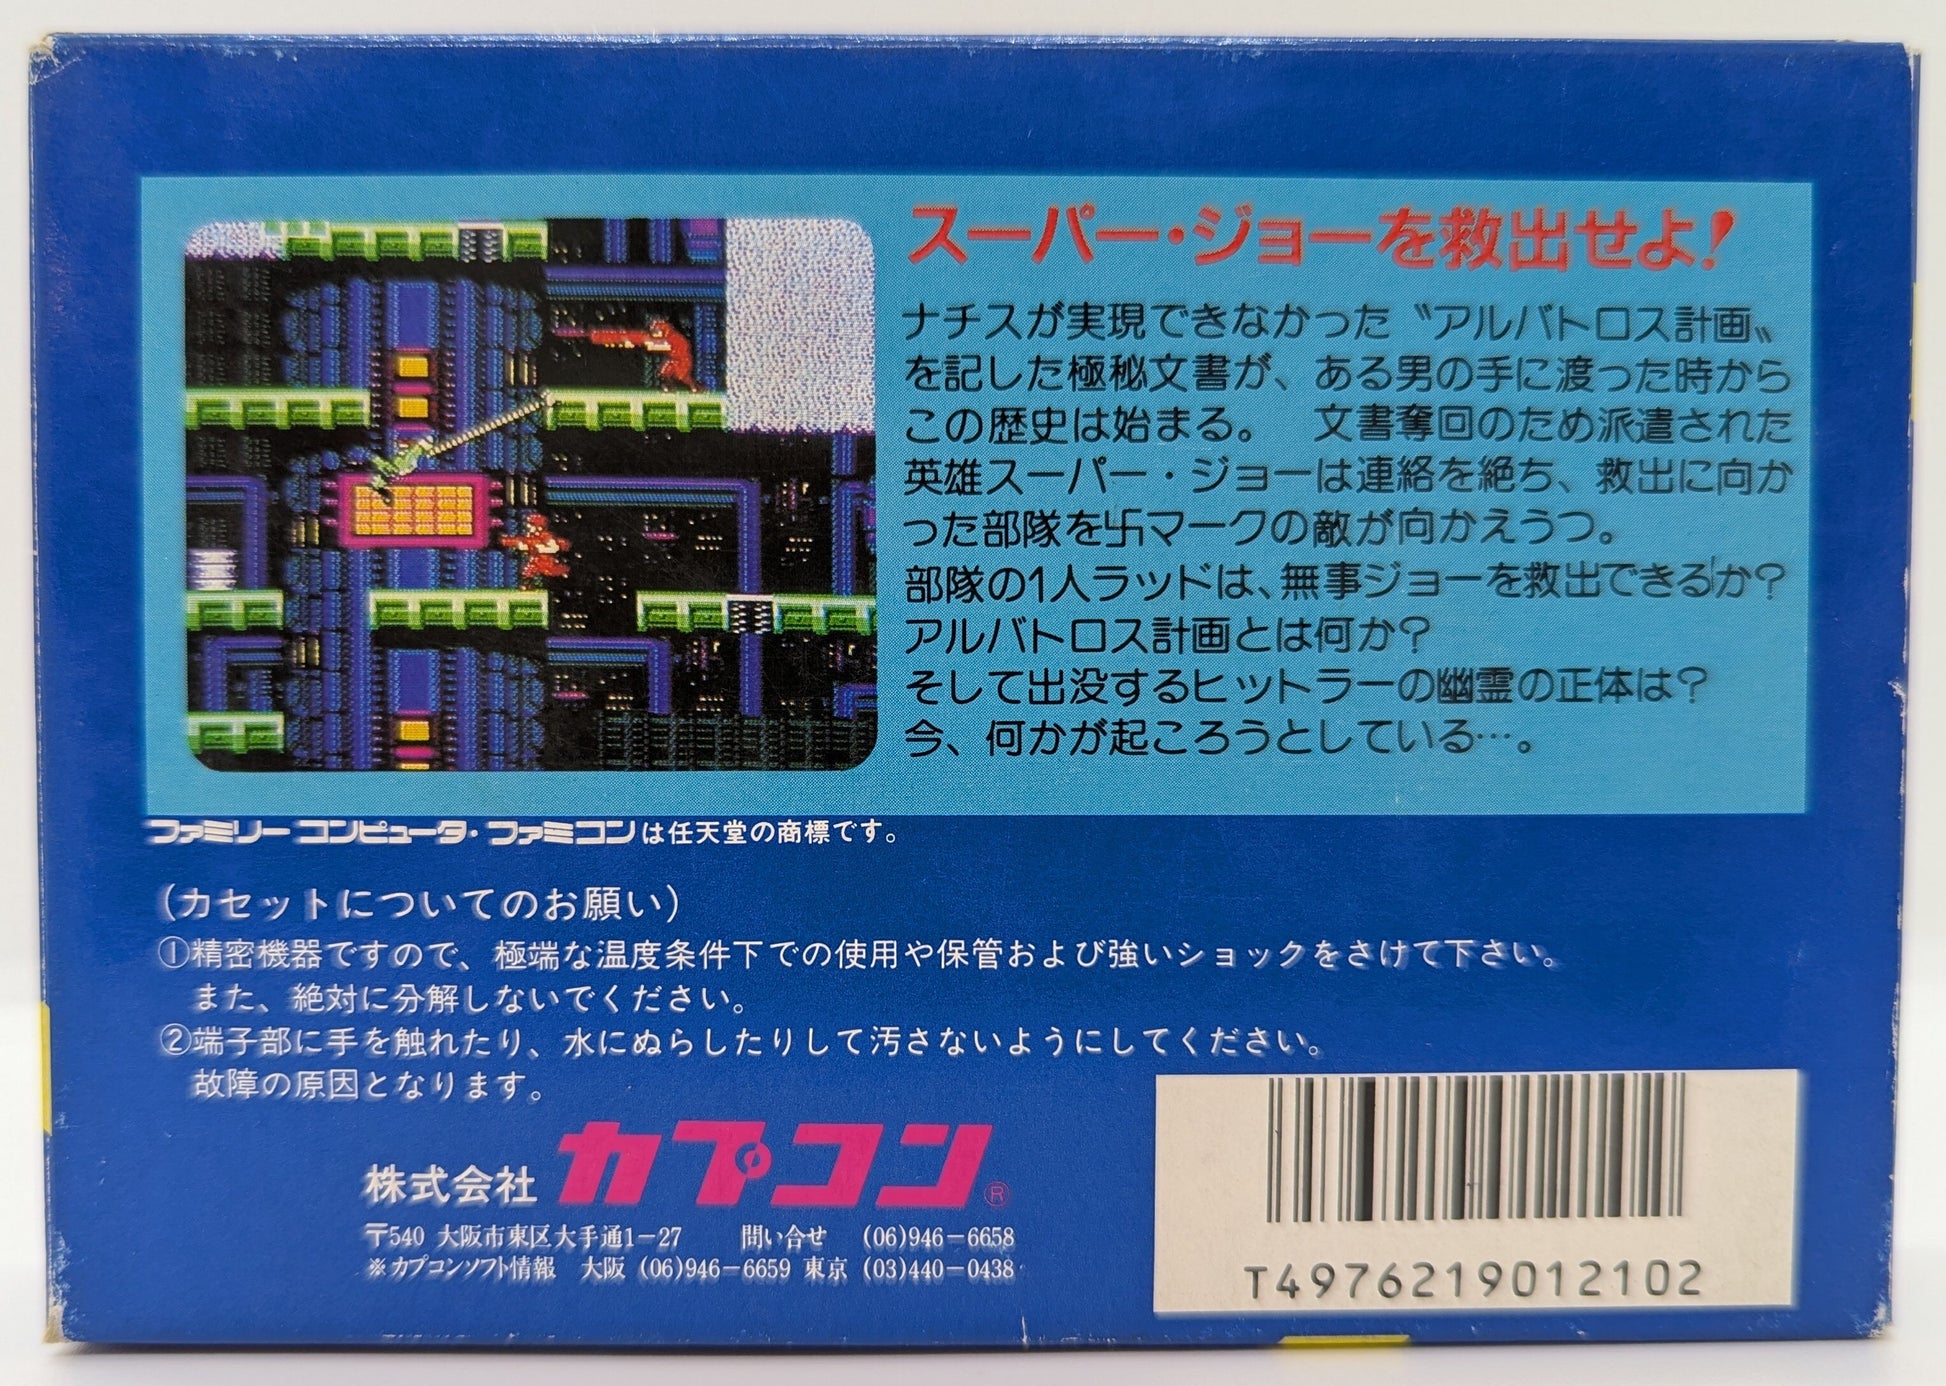 スーパー・ジョーを救出せよ!
ナチスが実現できなかった〝アルバトロス計画〟
を記した極秘文書が、ある男の手に渡った時から
この歴史は始まる。 文書奪回のため派遣された
英雄スーパー・ジョーは連絡を絶ち、救出に向か
った部隊を卐マークの敵が向かえうつ。
部隊の1人ラッドは、無事ジョーを救出できるか?
アルバトロス計画とは何か?
そして出没するヒットラーの幽霊の正体は?
今、何かが起ころうとしている…。
ファミリーコンピュータ・ファミコンは任天堂の商標です。
(カセットについてのお願い)
①精密機器ですので、極端な温度条件下での使用や保管および強いショックをさけて下さい。
また、絶対に分解しないでください。
②端子部に手を触れたり、水にぬらしたりして汚さないようにしてください。
故障の原因となります。
株式会社 カプコン®
〒540 大阪市東区大手通1-27 問い合せ (06)946-6658
※カプコンソフト情報 大阪 (06)946-6659 東京 (03)440-0438
T4976219012102